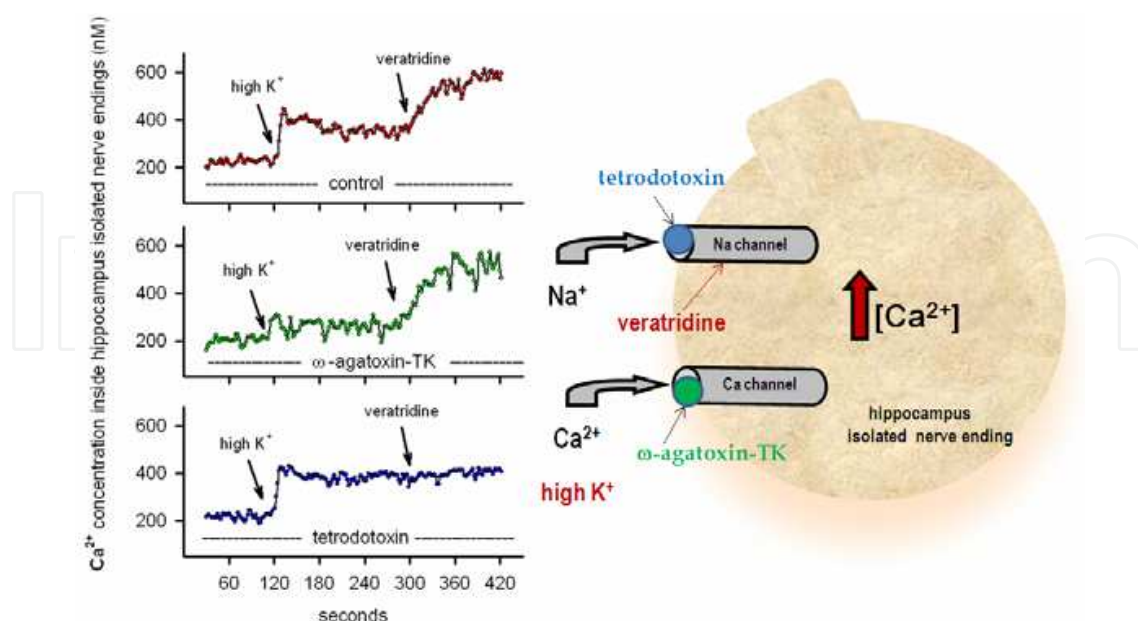 Ca²⁺ concentration inside hippocampus isolated nerve endings (nM)
600
400
200
high K⁺
veratridine
control
600
400
200
high K⁺
veratridine
ω-agatoxin-TK
600
400
200
high K⁺
veratridine
tetrodotoxin
60 120 180 240 300 360 420
seconds
tetrodotoxin
Na channel
Na⁺
veratridine
[Ca²⁺]
Ca channel
Ca²⁺
ω-agatoxin-TK
high K⁺
hippocampus
isolated nerve ending